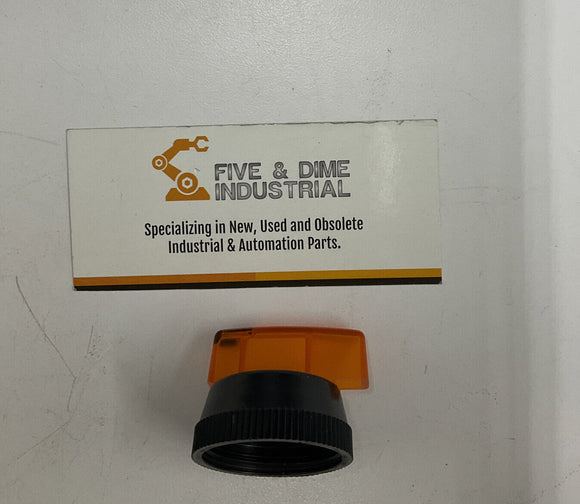 FIVE & DIME
INDUSTRIAL
Specializing in New, Used and Obsolete
Industrial & Automation Parts.